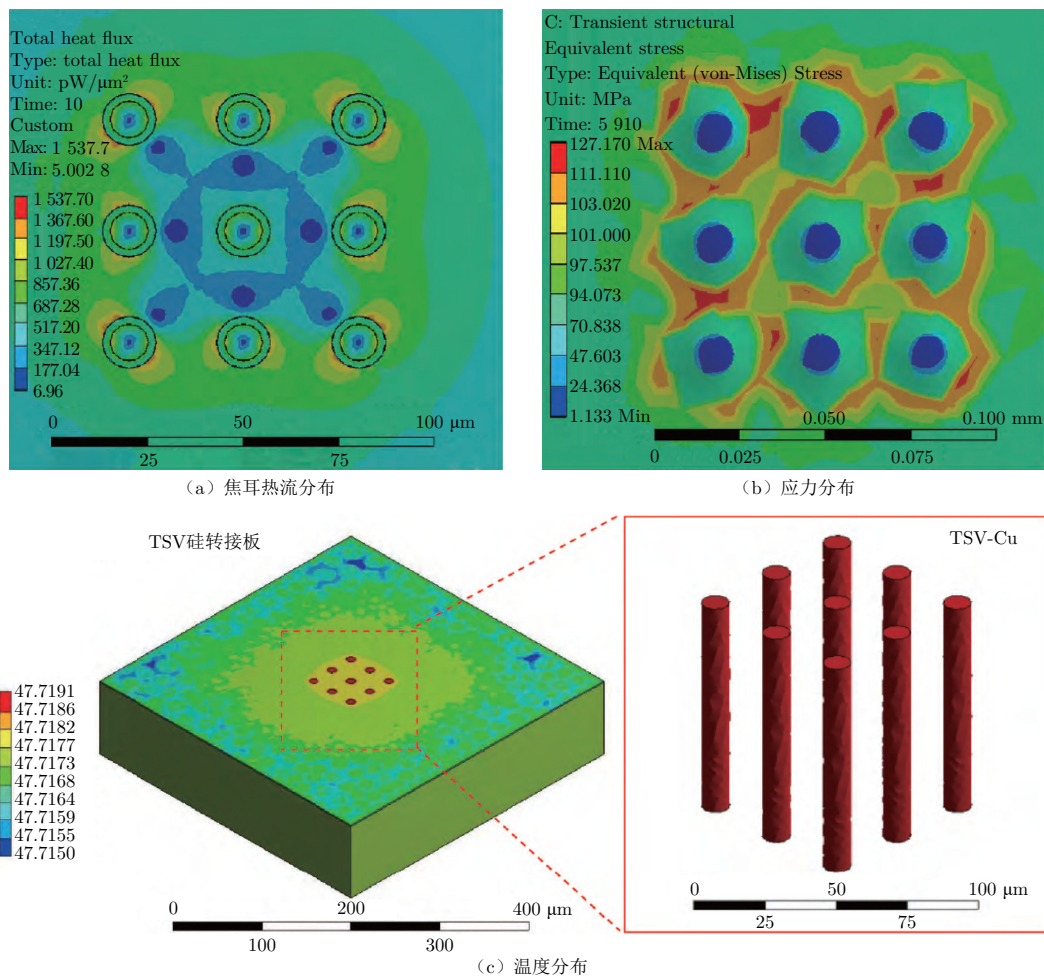 Total heat flux
Type: total heat flux
Unit: pW/μm²
Time: 10
Custom
Max: 1 537.7
Min: 5.002 8
1 537.70
1 367.60
1 197.50
1 027.40
857.36
687.28
517.20
347.12
177.04
6.96
0 50 100 μm
25 75
(a) 焦耳热流分布
C: Transient structural
Equivalent stress
Type: Equivalent (von-Mises) Stress
Unit: MPa
Time: 5 910
127.170 Max
111.110
103.020
101.000
97.537
94.073
70.838
47.603
24.368
1.133 Min
0.050 0.100 mm
0 0.025 0.075
(b) 应力分布
TSV硅转接板
47.7191
47.7186
47.7182
47.7177
47.7173
47.7168
47.7164
47.7159
47.7155
47.7150
0 200 400 μm
100 300
TSV-Cu
0 50 100 μm
25 75
(c) 温度分布